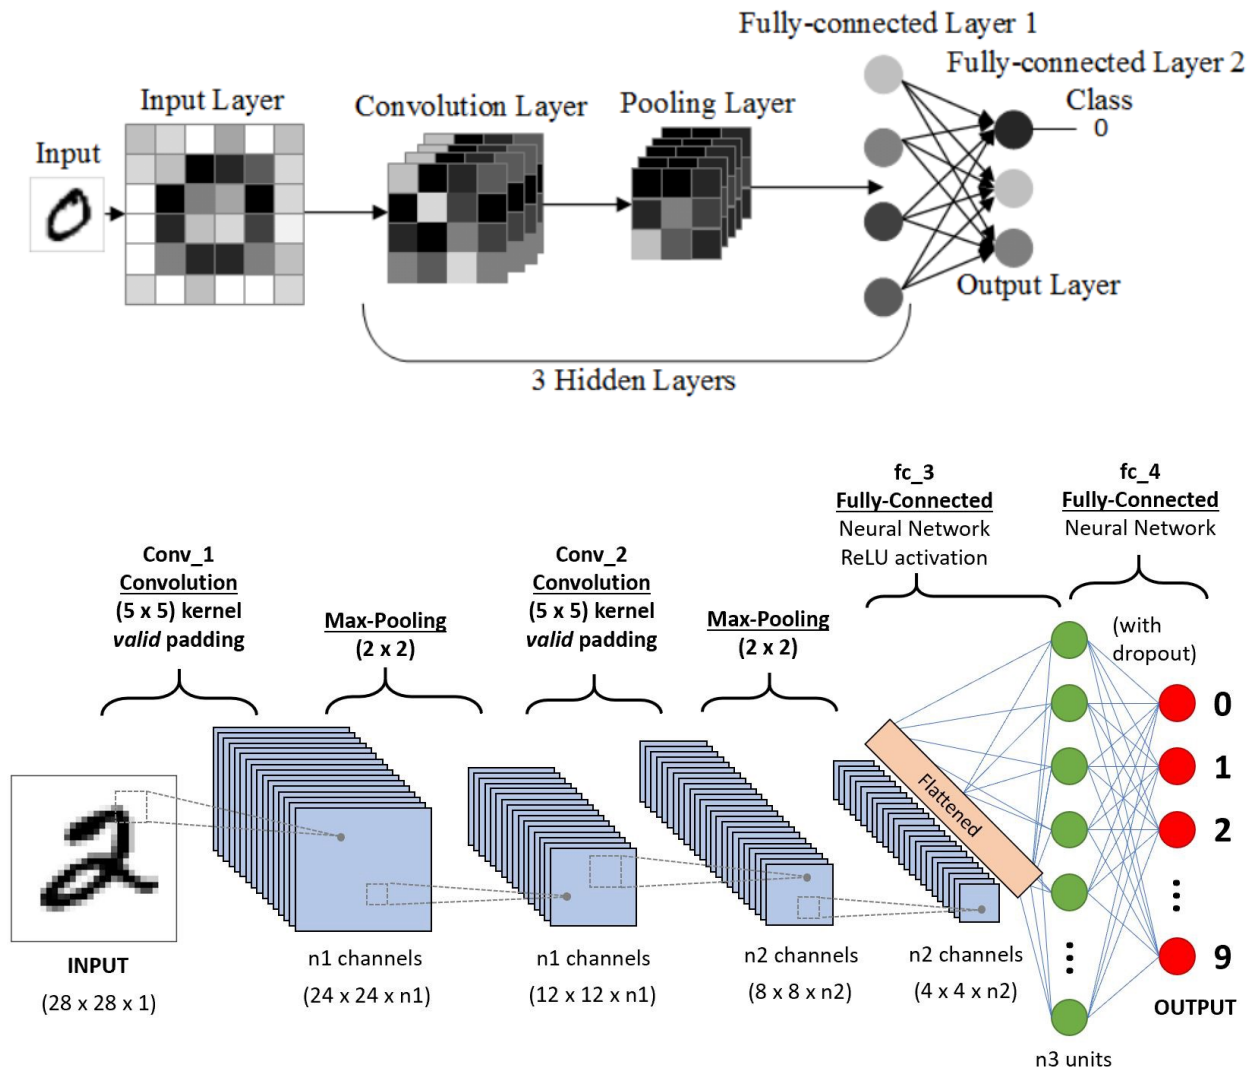 Fully-connected Layer 1
Fully-connected Layer 2
Input Layer
Convolution Layer
Pooling Layer
Class
0
Input
Output Layer
3 Hidden Layers
fc_3
Fully-Connected
Neural Network
ReLU activation
fc_4
Fully-Connected
Neural Network
Conv_1
Convolution
(5 x 5) kernel
valid padding
Max-Pooling
(2 x 2)
Conv_2
Convolution
(5 x 5) kernel
valid padding
Max-Pooling
(2 x 2)
(with
dropout)
Flattened
0
1
2
...
9
...
2
INPUT
(28 x 28 x 1)
n1 channels
(24 x 24 x n1)
n1 channels
(12 x 12 x n1)
n2 channels
(8 x 8 x n2)
n2 channels
(4 x 4 x n2)
OUTPUT
n3 units